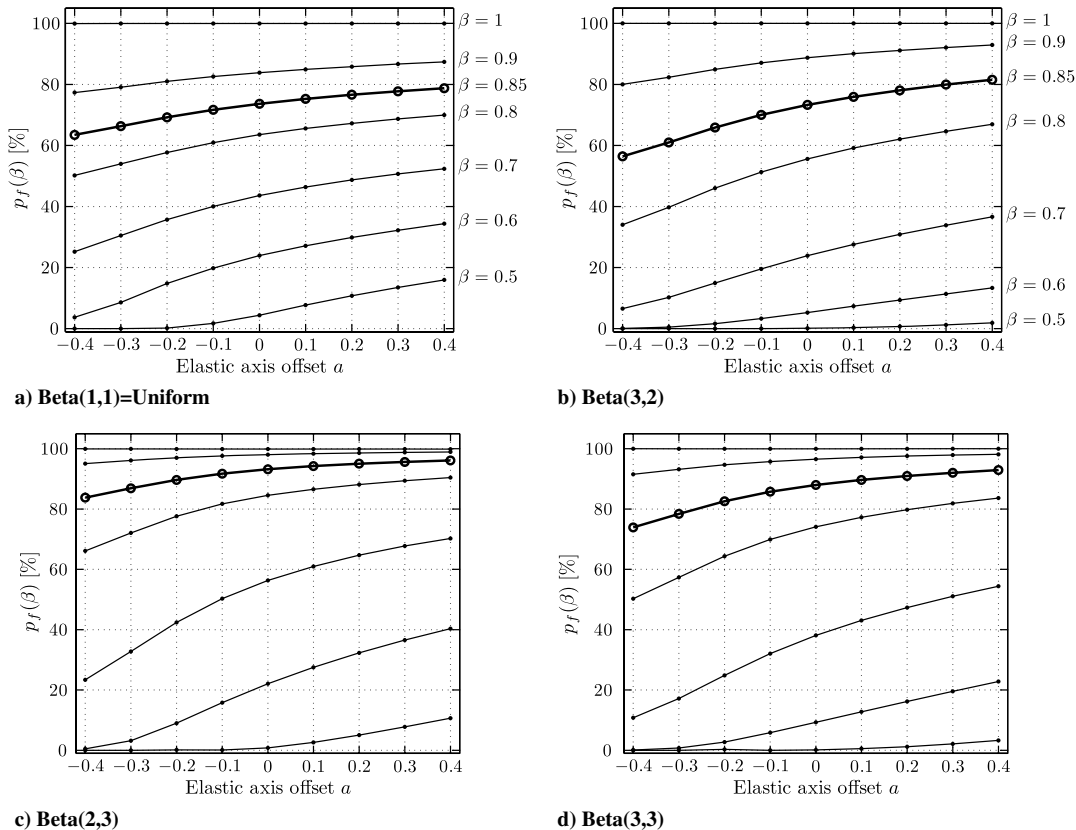 100
80
60
40
20
0
p_f(β) [%]
−0.4 −0.3 −0.2 −0.1 0 0.1 0.2 0.3 0.4
Elastic axis offset a
β = 1
β = 0.9
β = 0.85
β = 0.8
β = 0.7
β = 0.6
β = 0.5
a) Beta(1,1)=Uniform
100
80
60
40
20
0
p_f(β) [%]
−0.4 −0.3 −0.2 −0.1 0 0.1 0.2 0.3 0.4
Elastic axis offset a
β = 1
β = 0.9
β = 0.85
β = 0.8
β = 0.7
β = 0.6
β = 0.5
b) Beta(3,2)
100
80
60
40
20
0
p_f(β) [%]
−0.4 −0.3 −0.2 −0.1 0 0.1 0.2 0.3 0.4
Elastic axis offset a
c) Beta(2,3)
100
80
60
40
20
0
p_f(β) [%]
−0.4 −0.3 −0.2 −0.1 0 0.1 0.2 0.3 0.4
Elastic axis offset a
d) Beta(3,3)